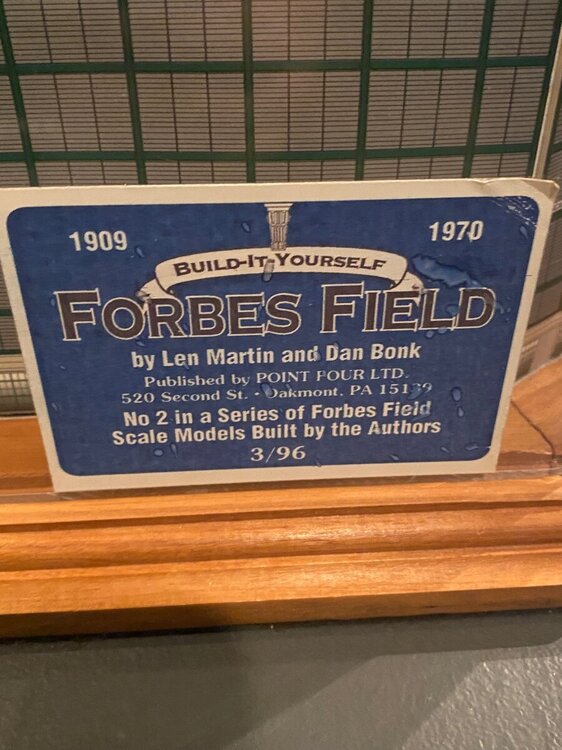 1909
1970
BUILD-IT-YOURSELF
FORBES FIELD
by Len Martin and Dan Bonk
Published by POINT FOUR LTD.
520 Second St. • Oakmont, PA 15139
No 2 in a Series of Forbes Field
Scale Models Built by the Authors
3/96